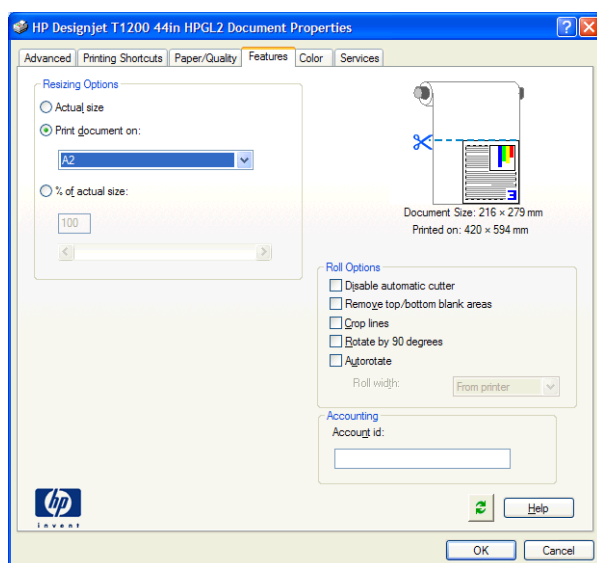 HP Designjet T1200 44in HPGL2 Document Properties
Advanced Printing Shortcuts Paper/Quality Features Color Services
Resizing Options
Actual size
Print document on:
A2
% of actual size:
100
3
Document Size: 216 × 279 mm
Printed on: 420 × 594 mm
Roll Options
Disable automatic cutter
Remove top/bottom blank areas
Crop lines
Rotate by 90 degrees
Autorotate
Roll width: From printer
Accounting
Account id:
hp
invent
Help
OK Cancel